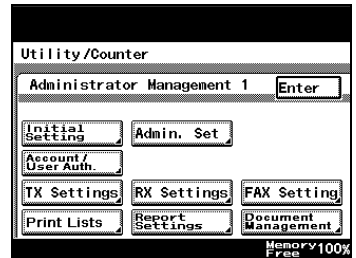 Utility/Counter
Administrator Management 1 Enter
Initial
Setting
Admin. Set
Account/
User Auth.
TX Settings RX Settings FAX Setting
Print Lists
Report
Settings
Document
Management
Memory
Free 100%